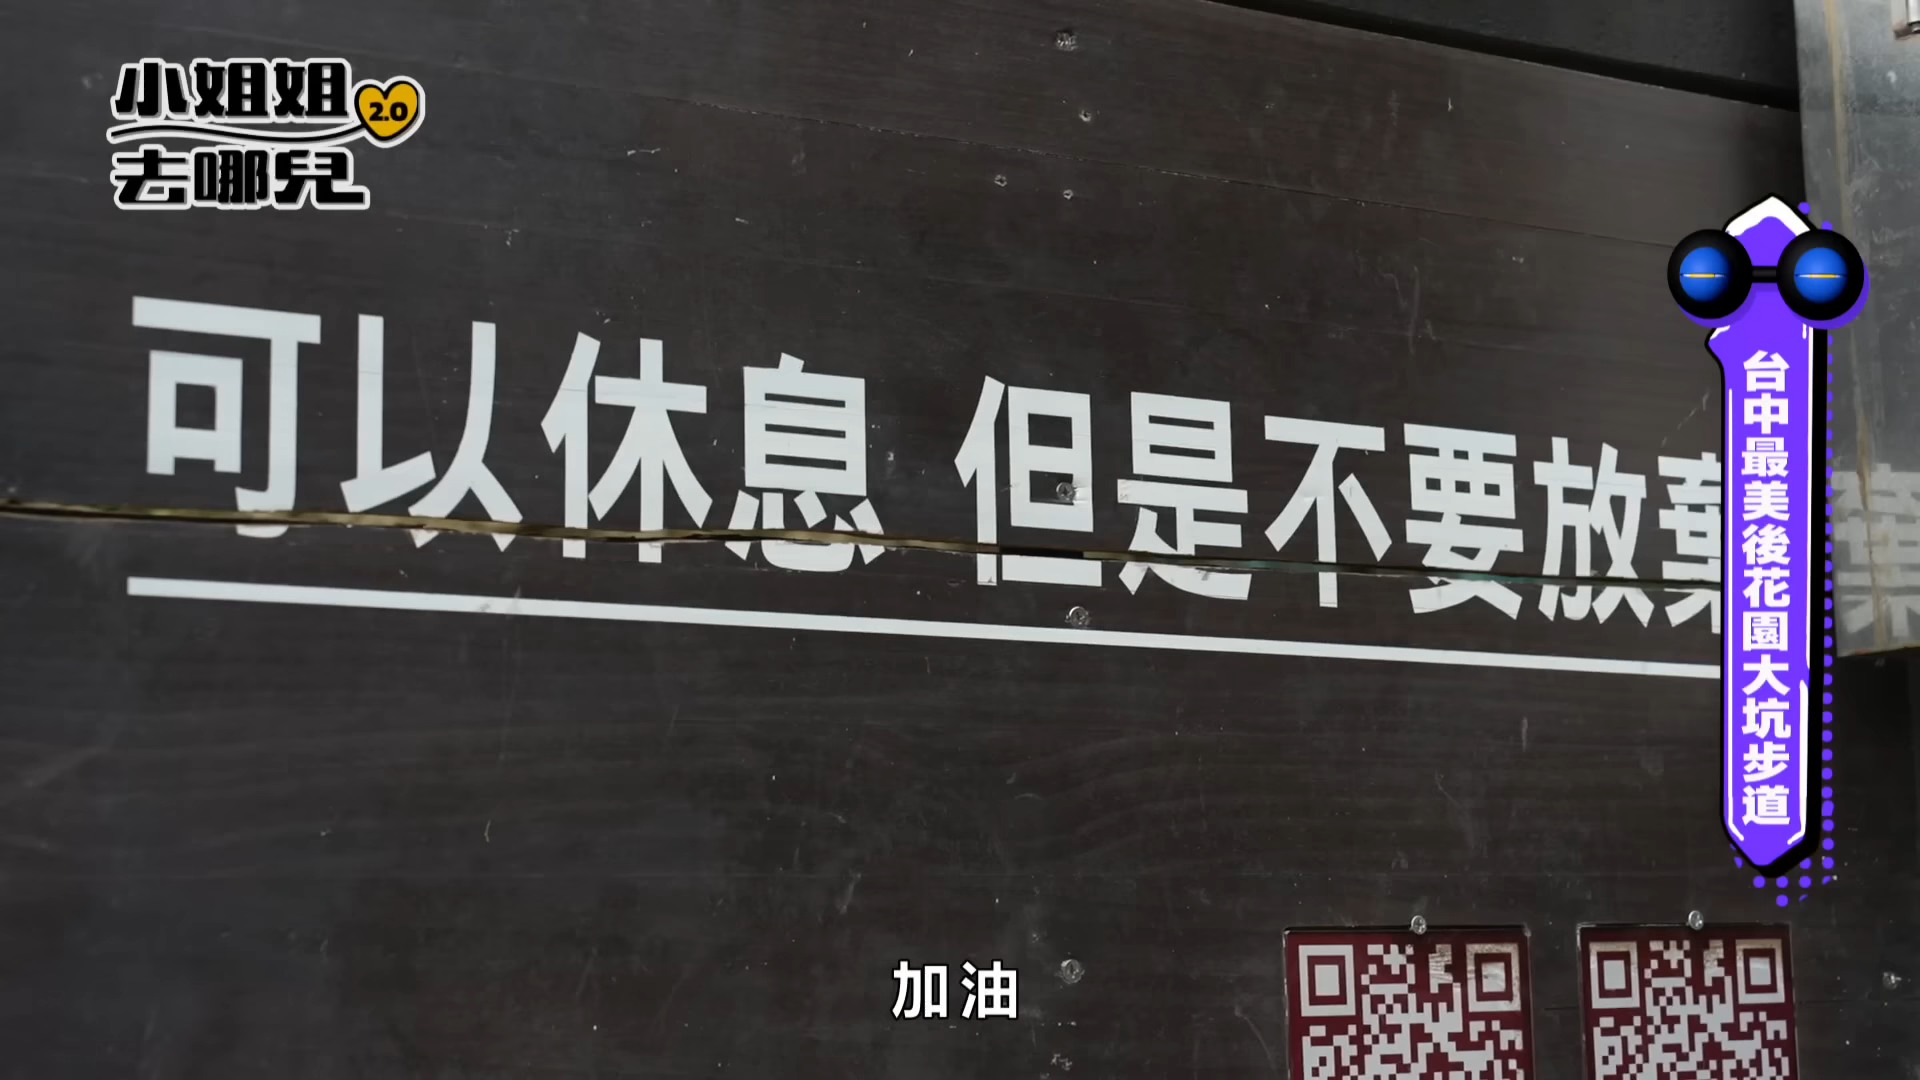 小姐姐
2.0
去哪兒
可以休息 但是不要放棄
台中最美後花園大坑步道
加油